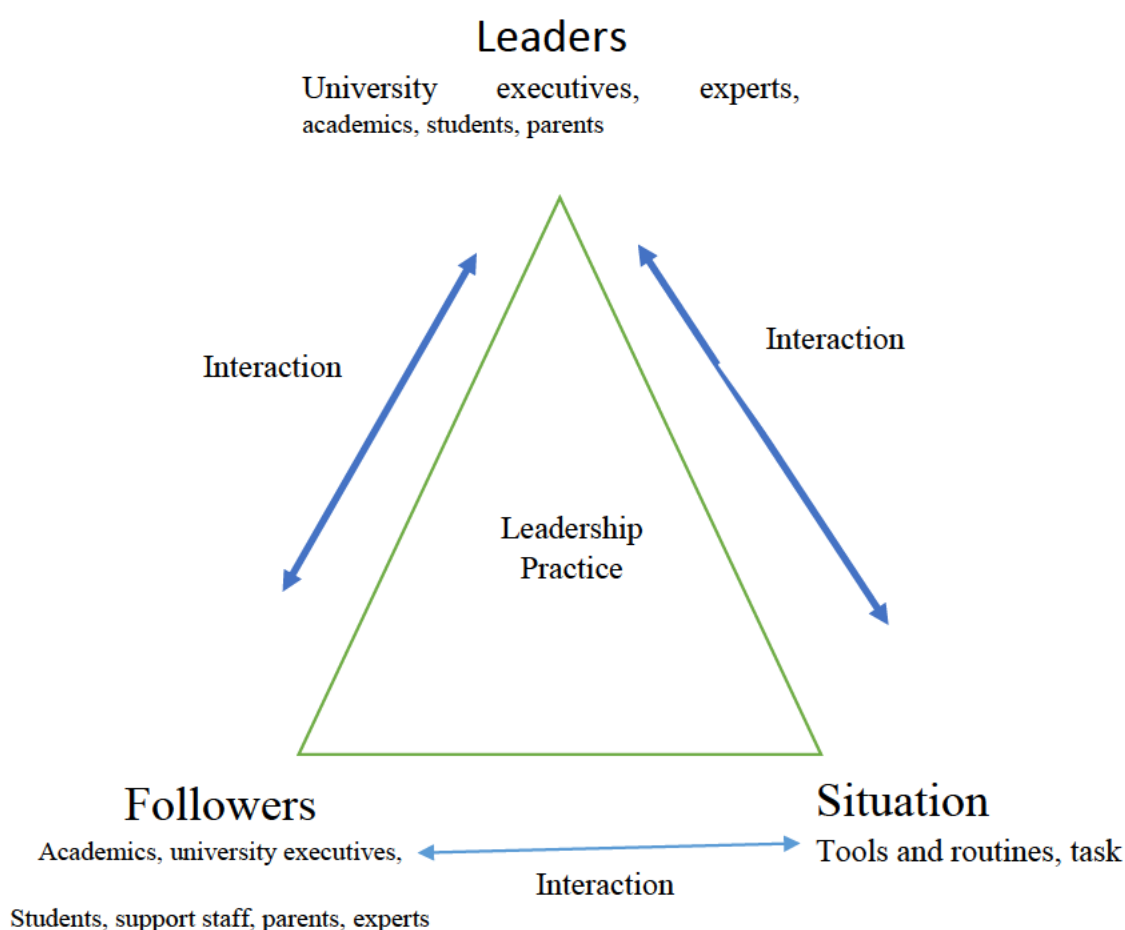 Leaders
University executives, experts,
academics, students, parents
Interaction
Interaction
Leadership
Practice
Followers
Academics, university executives,
Students, support staff, parents, experts
Situation
Tools and routines, task
Interaction